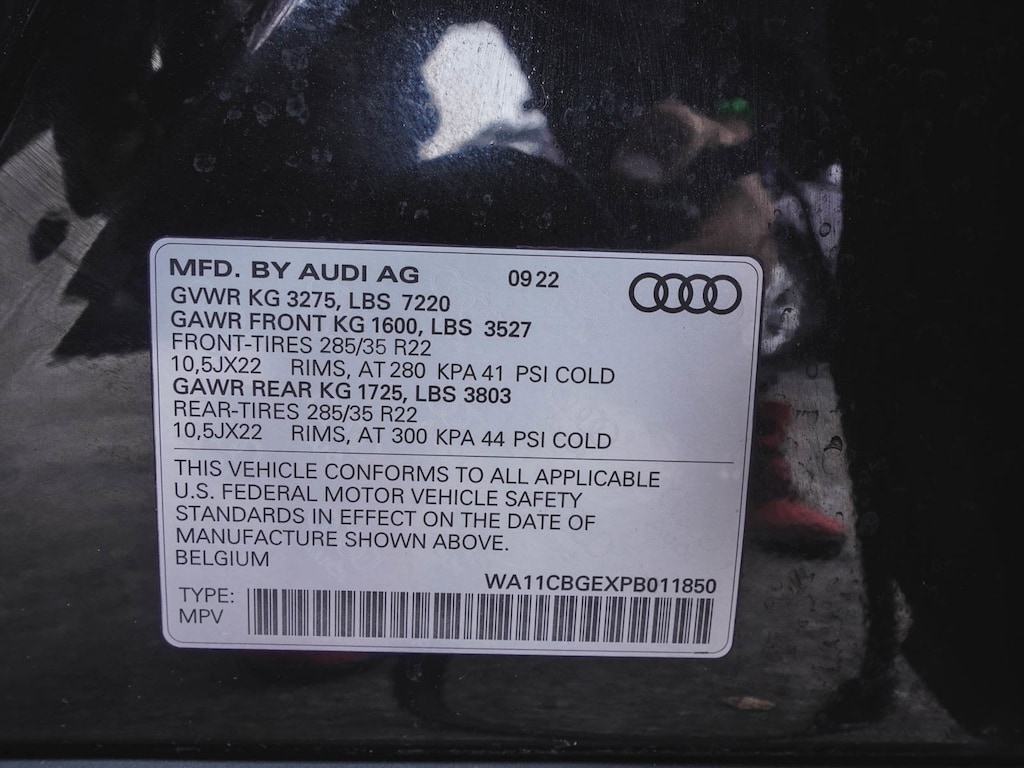 MFD. BY AUDI AG 09 22
GVWR KG 3275, LBS 7220
GAWR FRONT KG 1600, LBS 3527
FRONT-TIRES 285/35 R22
10,5JX22 RIMS, AT 280 KPA 41 PSI COLD
GAWR REAR KG 1725, LBS 3803
REAR-TIRES 285/35 R22
10,5JX22 RIMS, AT 300 KPA 44 PSI COLD
THIS VEHICLE CONFORMS TO ALL APPLICABLE
U.S. FEDERAL MOTOR VEHICLE SAFETY
STANDARDS IN EFFECT ON THE DATE OF
MANUFACTURE SHOWN ABOVE.
BELGIUM
WA11CBGEXPB011850
TYPE:
MPV